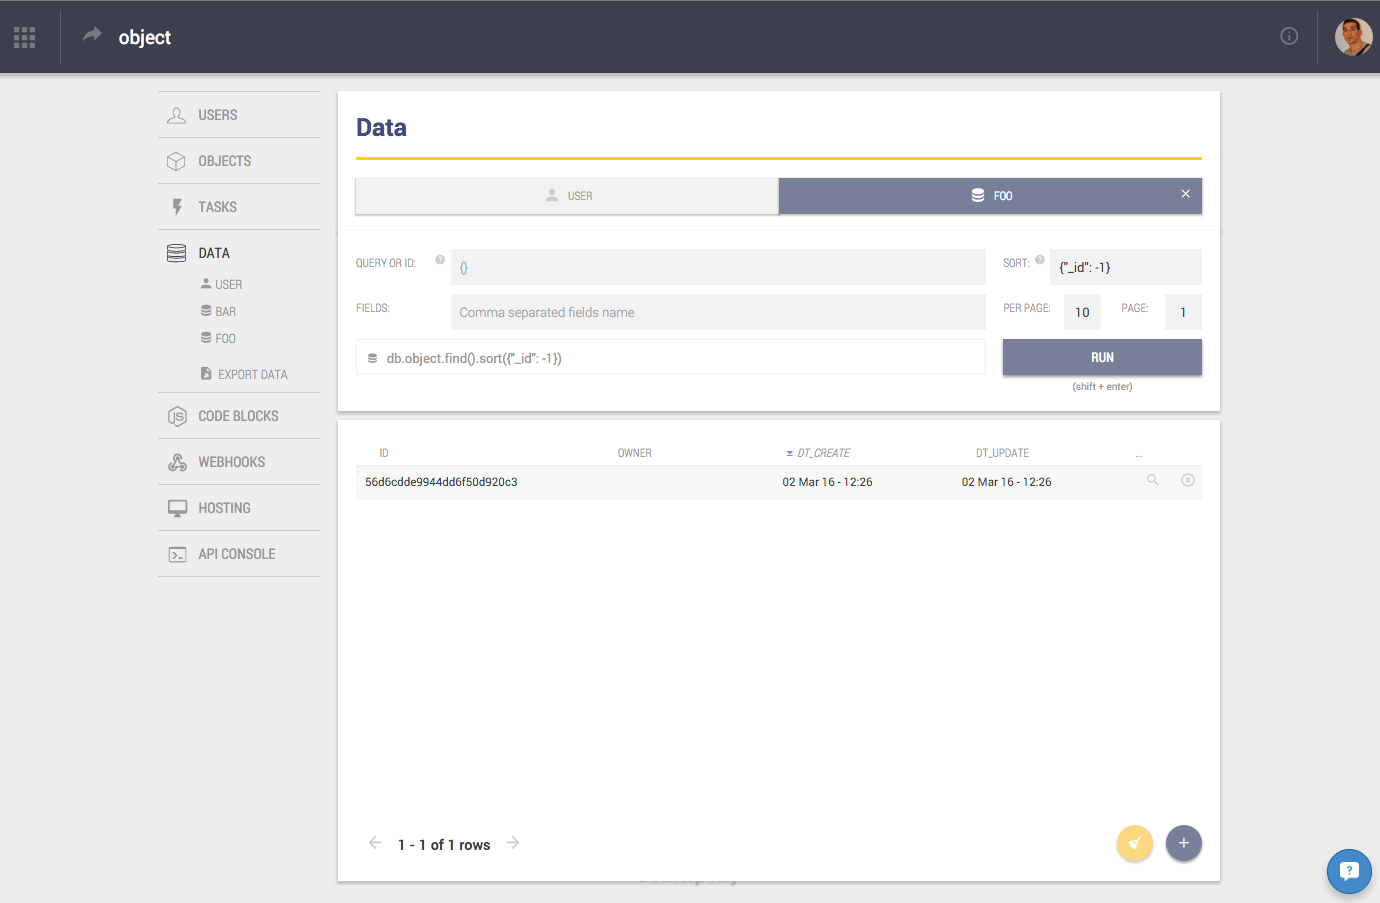 object
USERS
OBJECTS
TASKS
DATA
USER
BAR
FOO
EXPORT DATA
JS CODE BLOCKS
WEBHOOKS
HOSTING
API CONSOLE
Data
USER
FOO
QUERY OR ID: ? {}
SORT: ? {"_id": -1}
FIELDS: Comma separated fields name
PER PAGE: 10 PAGE: 1
db.object.find().sort({"_id": -1})
RUN
(shift + enter)
ID OWNER DT_CREATE DT_UPDATE ...
56d6cdde9944dd6f50d920c3 02 Mar 16 - 12:26 02 Mar 16 - 12:26
1 - 1 of 1 rows